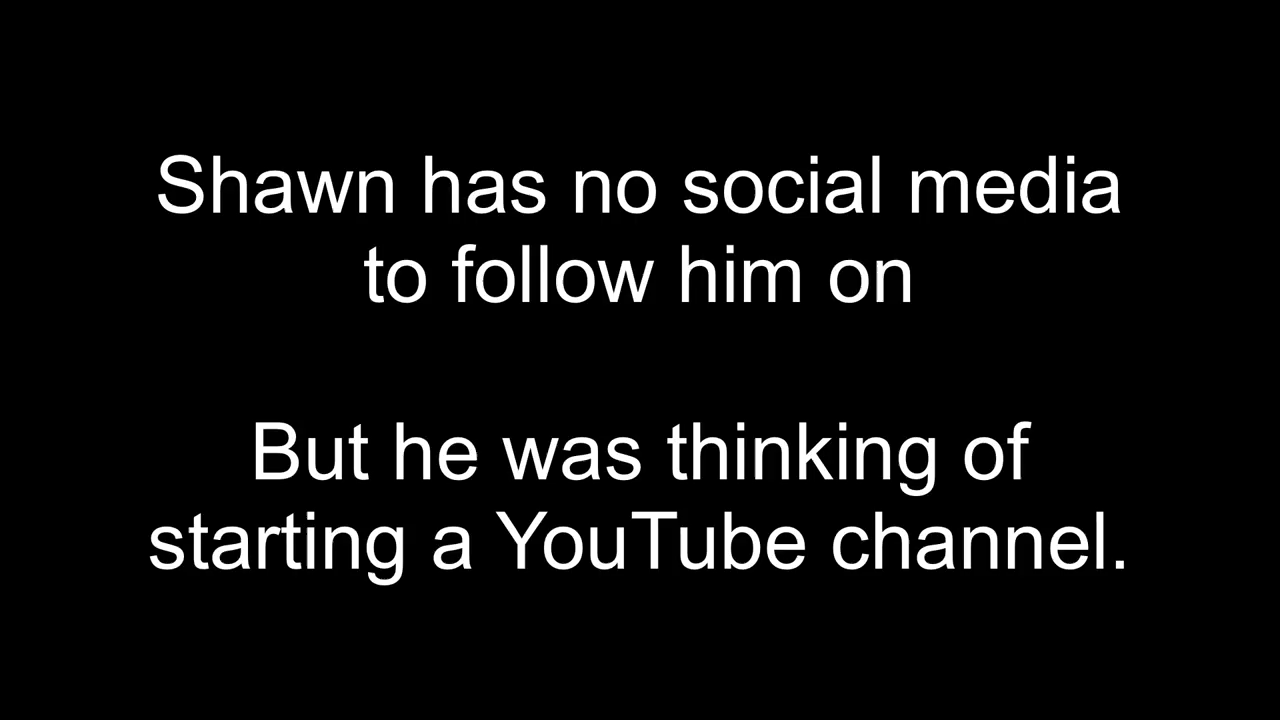 Shawn has no social media
to follow him on
But he was thinking of
starting a YouTube channel.